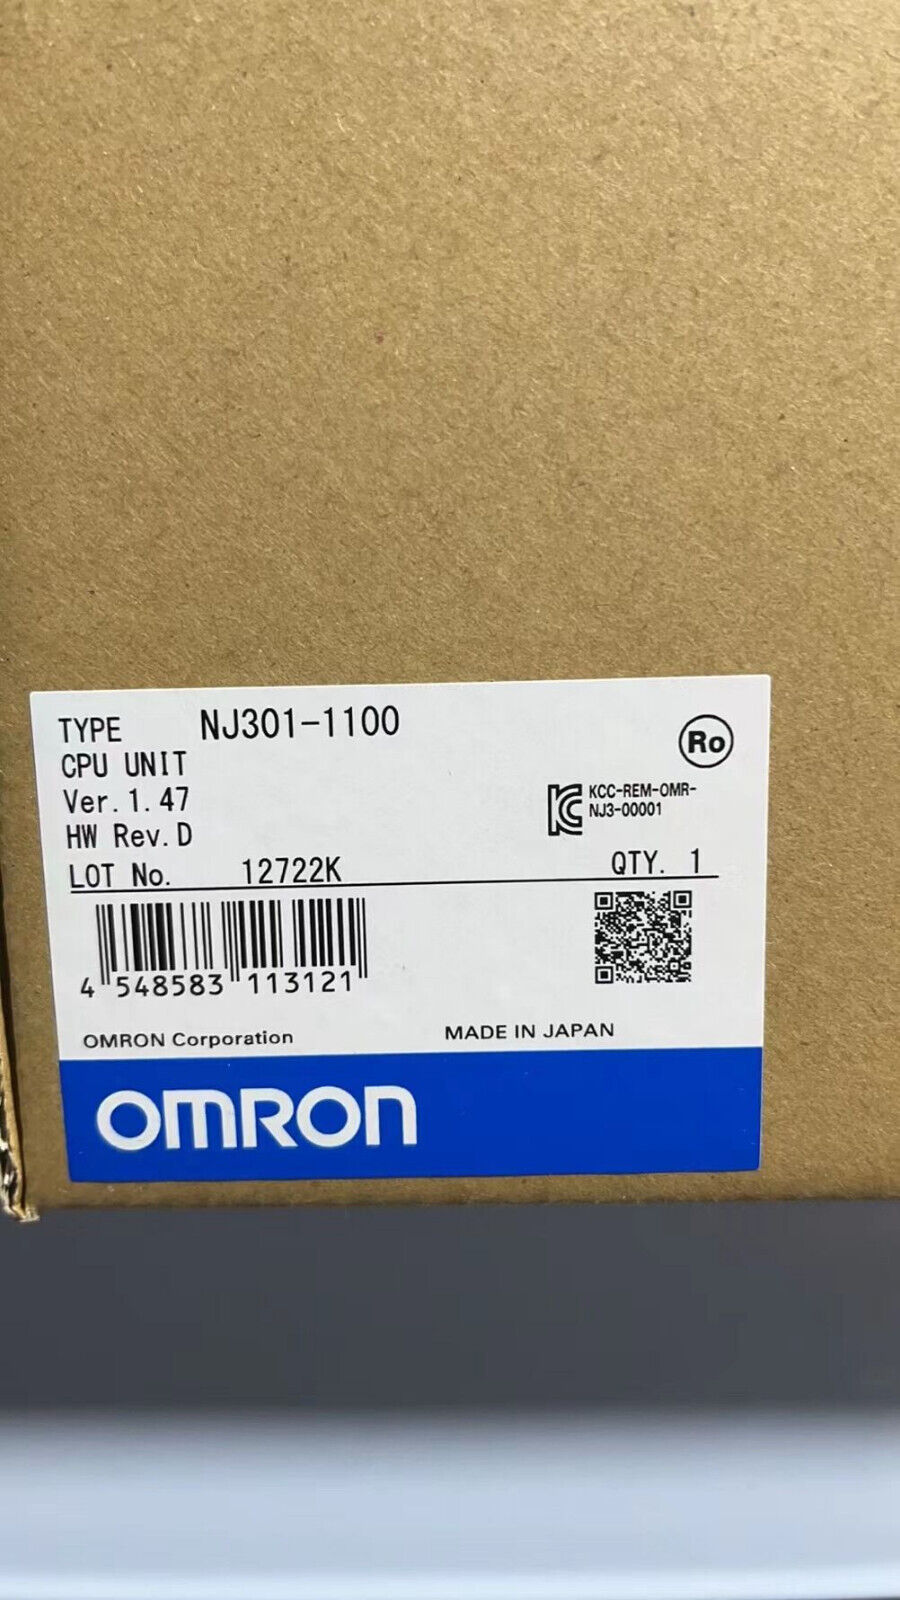 TYPE NJ301-1100
CPU UNIT
Ver. 1.47
HW Rev. D
Ro
KCC-REM-OMR-
NJ3-00001
LOT No. 12722K QTY. 1
4 548583 113121
OMRON Corporation MADE IN JAPAN
OMRON